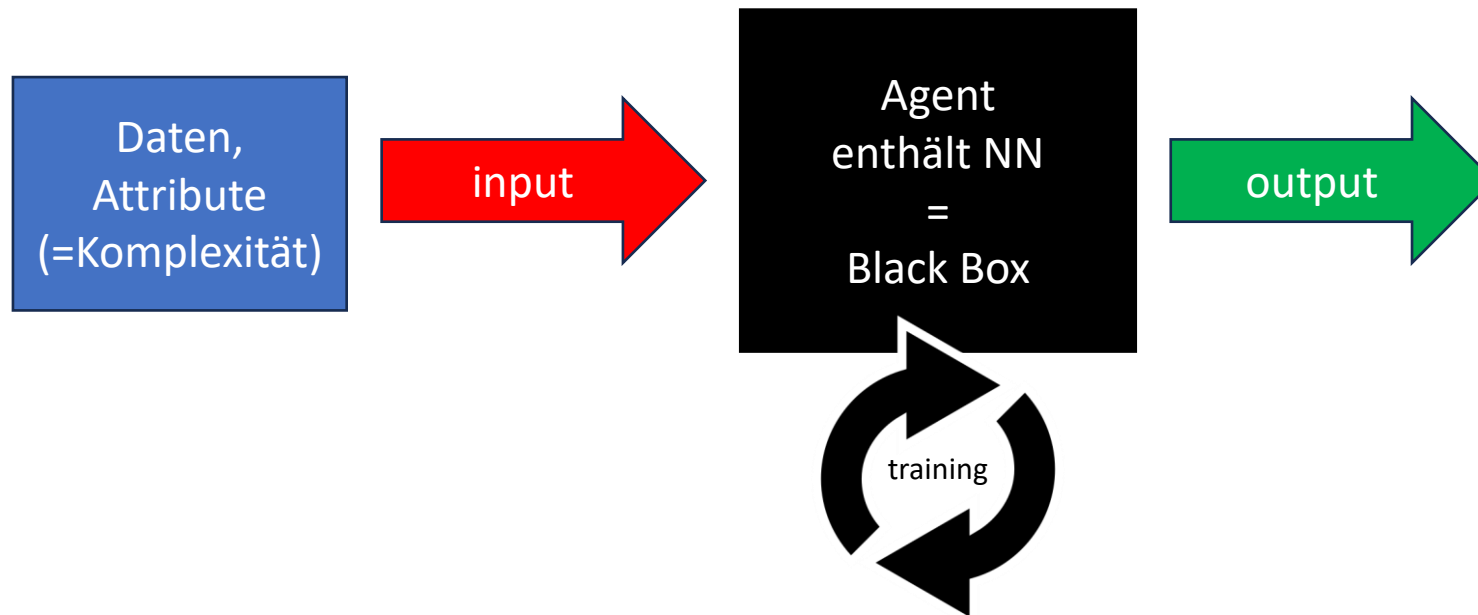 Daten,
Attribute
(=Komplexität)
input
Agent
enthält NN
=
Black Box
output
training